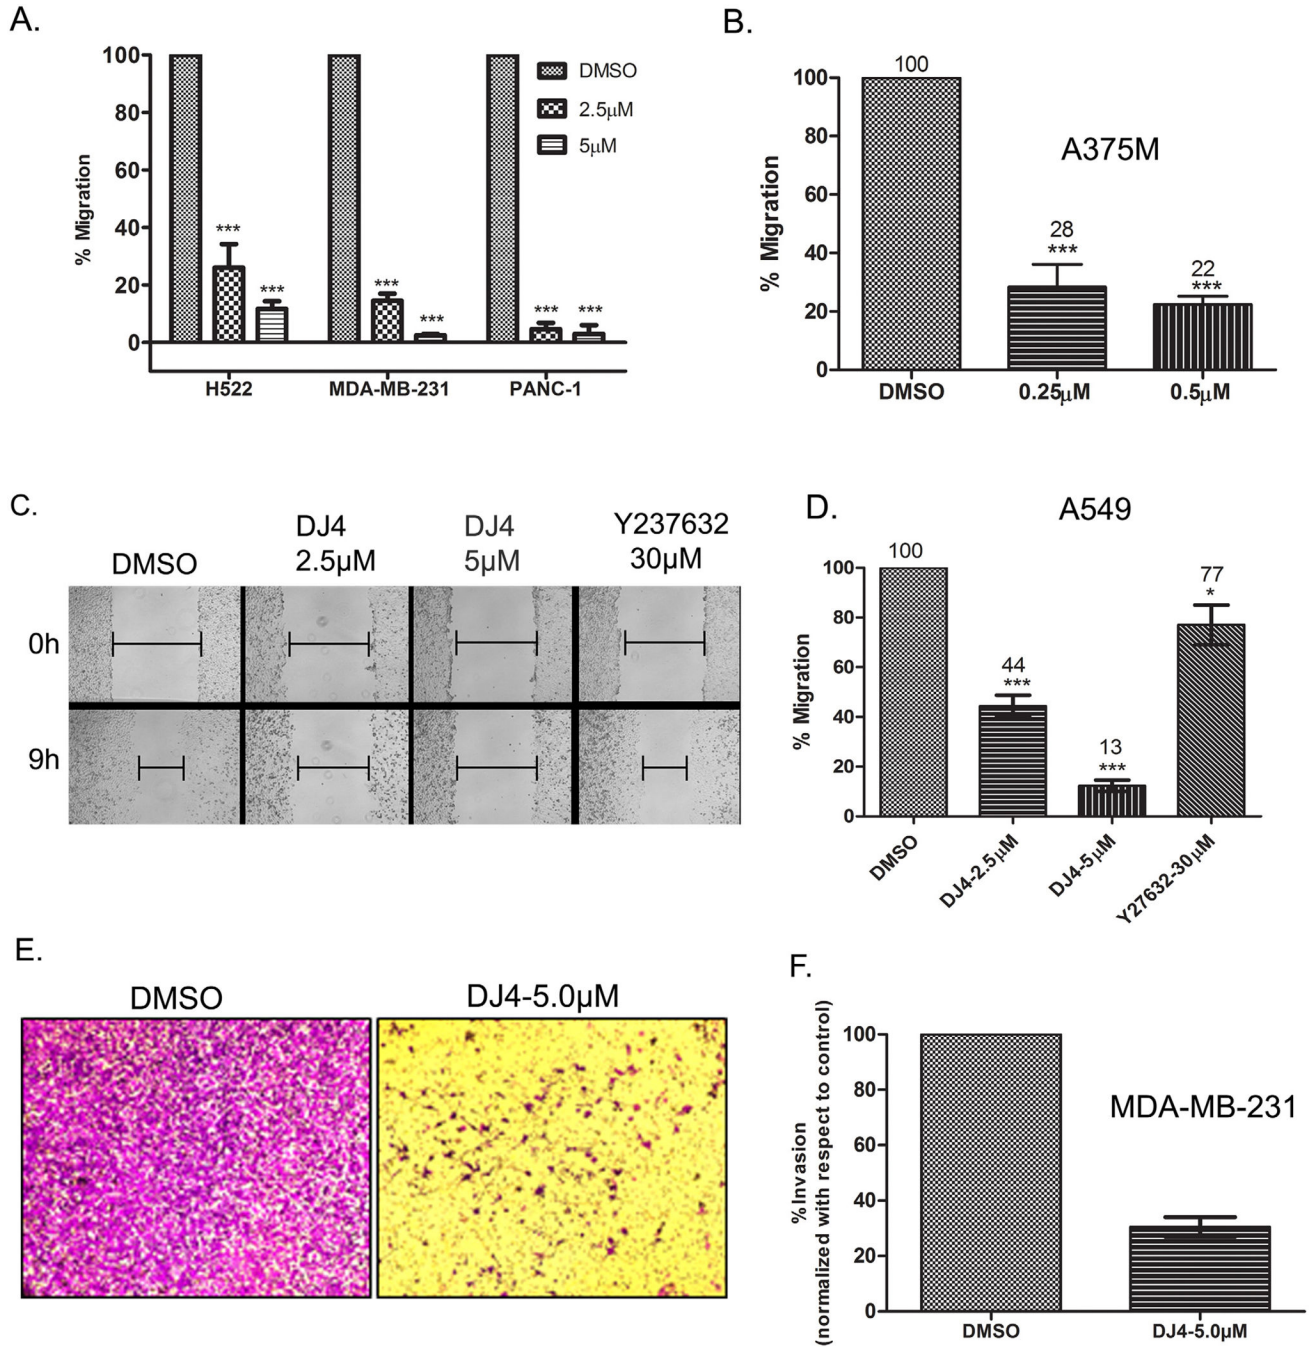 A.
100
80
60
40
20
0
% Migration
DMSO
2.5µM
5µM
***
***
***
***
***
***
H522
MDA-MB-231
PANC-1
B.
100
80
60
40
20
0
% Migration
A375M
100
28
***
22
***
DMSO
0.25µM
0.5µM
C.
DMSO
DJ4
2.5µM
DJ4
5µM
Y237632
30µM
0h
9h
D.
A549
100
80
60
40
20
0
% Migration
100
44
***
13
***
77
*
DMSO
DJ4-2.5µM
DJ4-5µM
Y27632-30µM
E.
DMSO
DJ4-5.0µM
F.
% Invasion
(normalized with respect to control)
100
80
60
40
20
0
MDA-MB-231
DMSO
DJ4-5.0µM